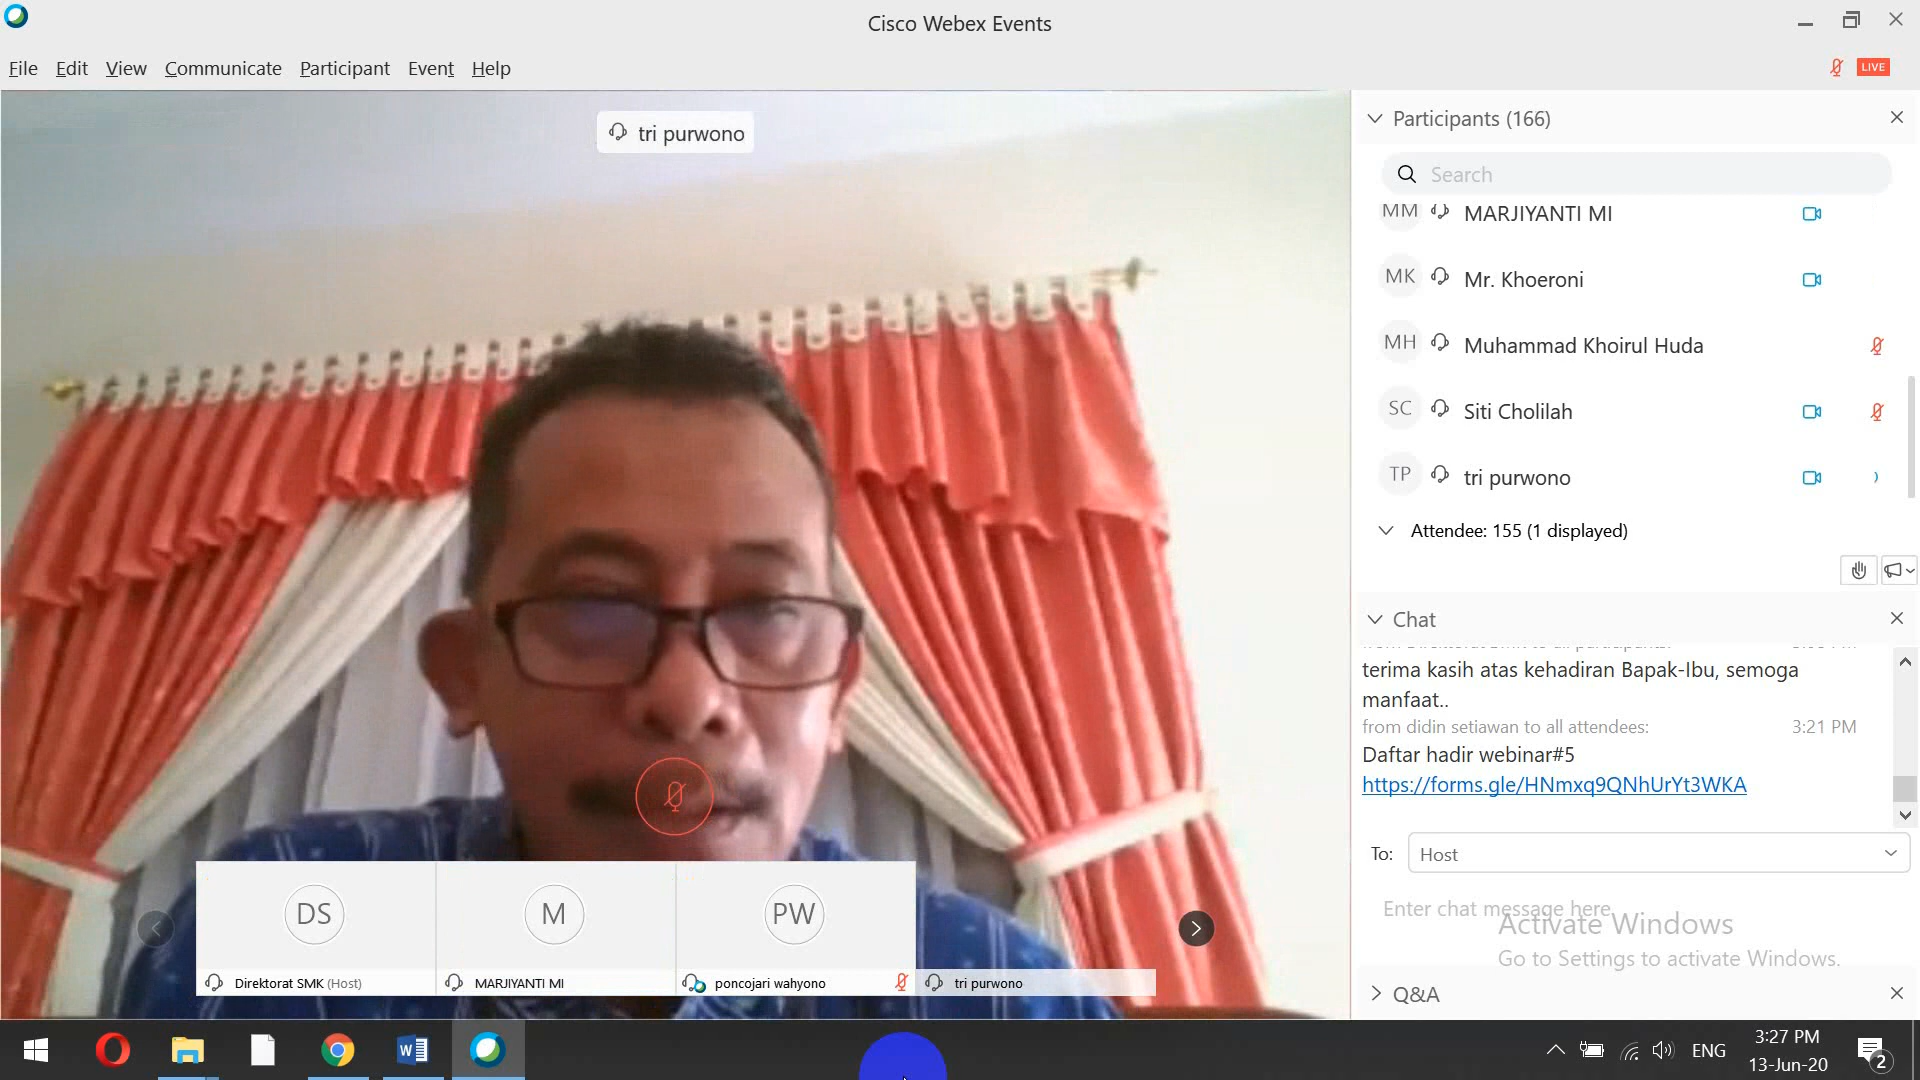 Cisco Webex Events
File Edit View Communicate Participant Event Help
LIVE
tri purwono
Participants (166)
Search
MM MARJIYANTI MI
MK Mr. Khoeroni
MH Muhammad Khoirul Huda
SC Siti Cholilah
TP tri purwono
Attendee: 155 (1 displayed)
Chat
terima kasih atas kehadiran Bapak-Ibu, semoga
manfaat..
from didin setiawan to all attendees: 3:21 PM
Daftar hadir webinar#5
https://forms.gle/HNmxq9QNhUrYt3WKA
To: Host
Enter chat message here
Activate Windows
Go to Settings to activate Windows.
Q&A
DS M PW
Direktorat SMK (Host) MARJIYANTI MI poncojari wahyono tri purwono
ENG
3:27 PM
13-Jun-20
2